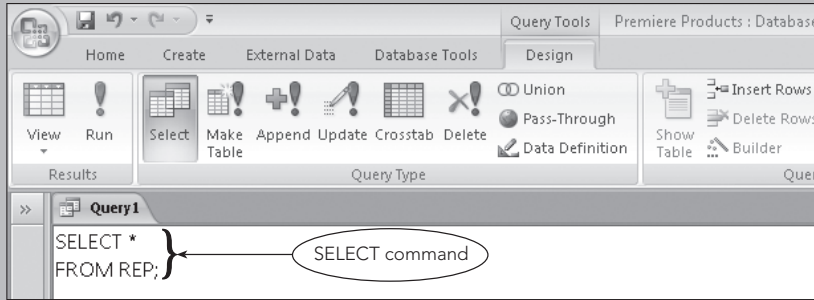 Query Tools Premiere Products : Database
Home Create External Data Database Tools Design
View
Run
Select
Make Table
Append
Update
Crosstab
Delete
Union
Pass-Through
Data Definition
Show Table
Insert Rows
Delete Rows
Builder
Results
Query Type
Query1
SELECT *
FROM REP;
SELECT command